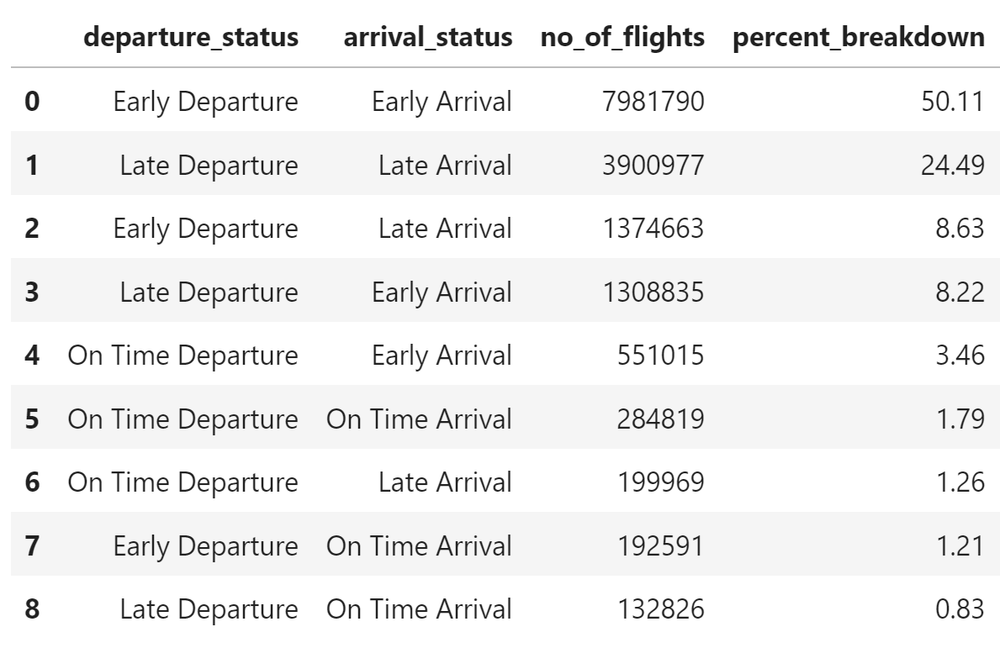 departure_status arrival_status no_of_flights percent_breakdown
0 Early Departure Early Arrival 7981790 50.11
1 Late Departure Late Arrival 3900977 24.49
2 Early Departure Late Arrival 1374663 8.63
3 Late Departure Early Arrival 1308835 8.22
4 On Time Departure Early Arrival 551015 3.46
5 On Time Departure On Time Arrival 284819 1.79
6 On Time Departure Late Arrival 199969 1.26
7 Early Departure On Time Arrival 192591 1.21
8 Late Departure On Time Arrival 132826 0.83